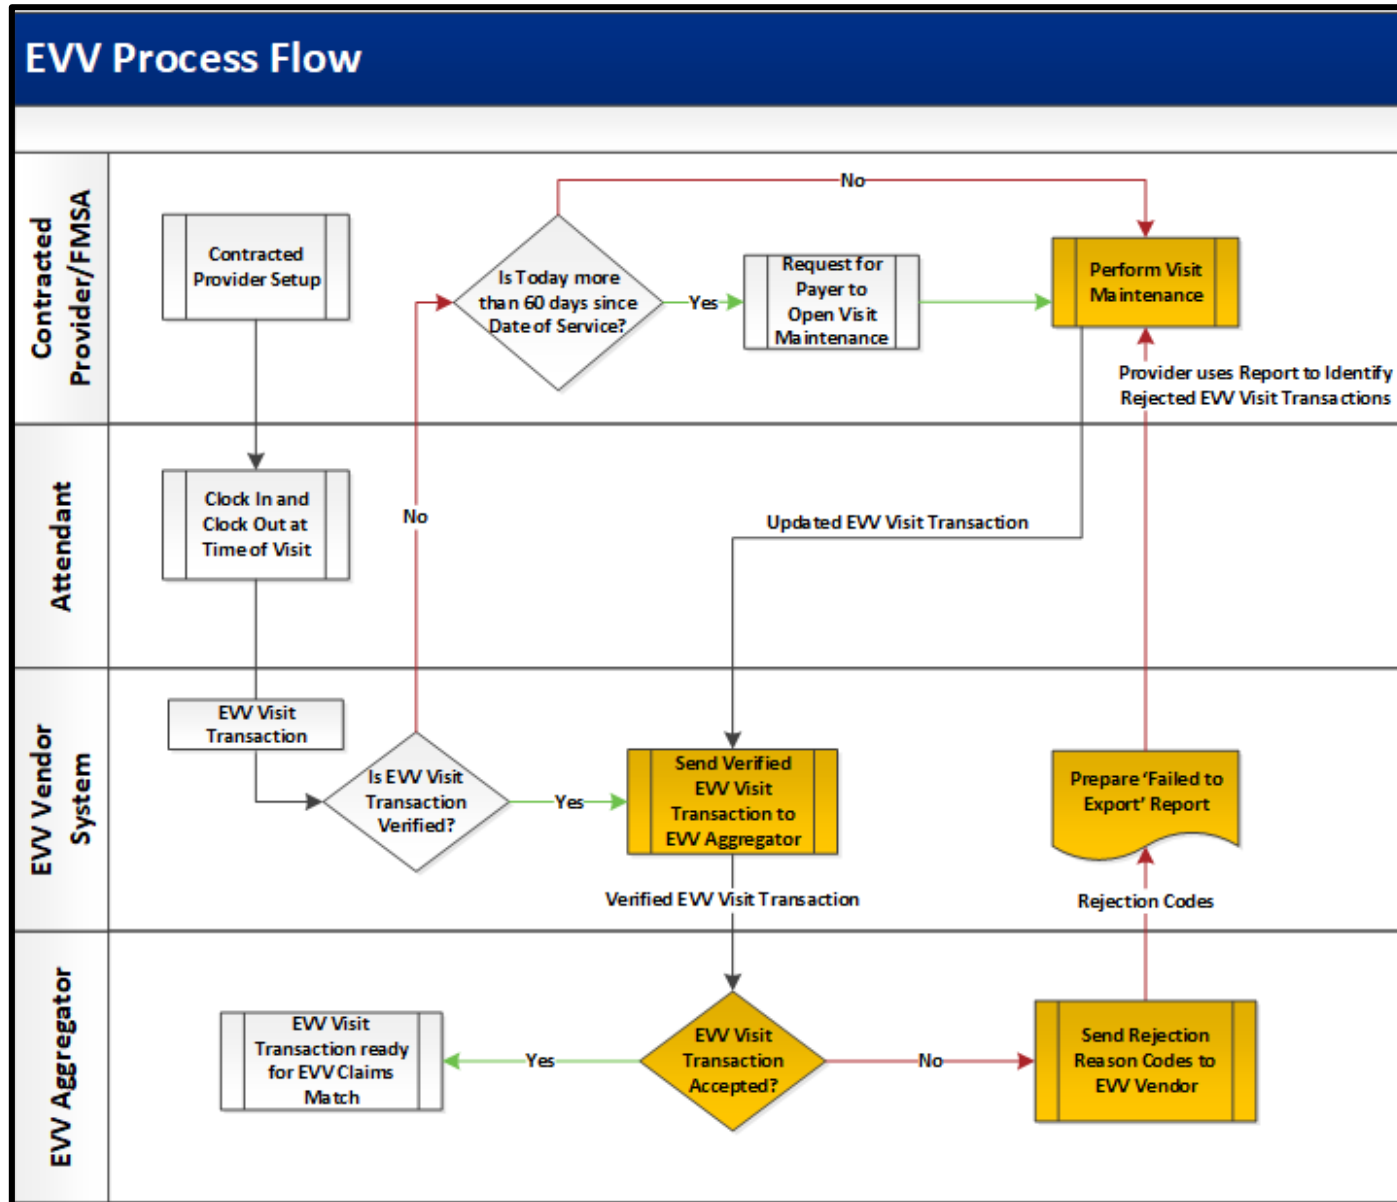 EVV Process Flow
Contracted
Provider/FMSA
Contracted
Provider Setup
Is Today more
than 60 days since
Date of Service?
No
Yes
Request for
Payer to
Open Visit
Maintenance
Perform Visit
Maintenance
Provider uses Report to Identify
Rejected EVV Visit Transactions
Attendant
Clock In and
Clock Out at
Time of Visit
No
Updated EVV Visit Transaction
EVV Vendor
System
EVV Visit
Transaction
Is EVV Visit
Transaction
Verified?
Yes
Send Verified
EVV Visit
Transaction to
EVV Aggregator
Prepare ‘Failed to
Export’ Report
Verified EVV Visit Transaction
Rejection Codes
EVV Aggregator
EVV Visit
Transaction ready
for EVV Claims
Match
Yes
EVV Visit
Transaction
Accepted?
No
Send Rejection
Reason Codes to
EVV Vendor